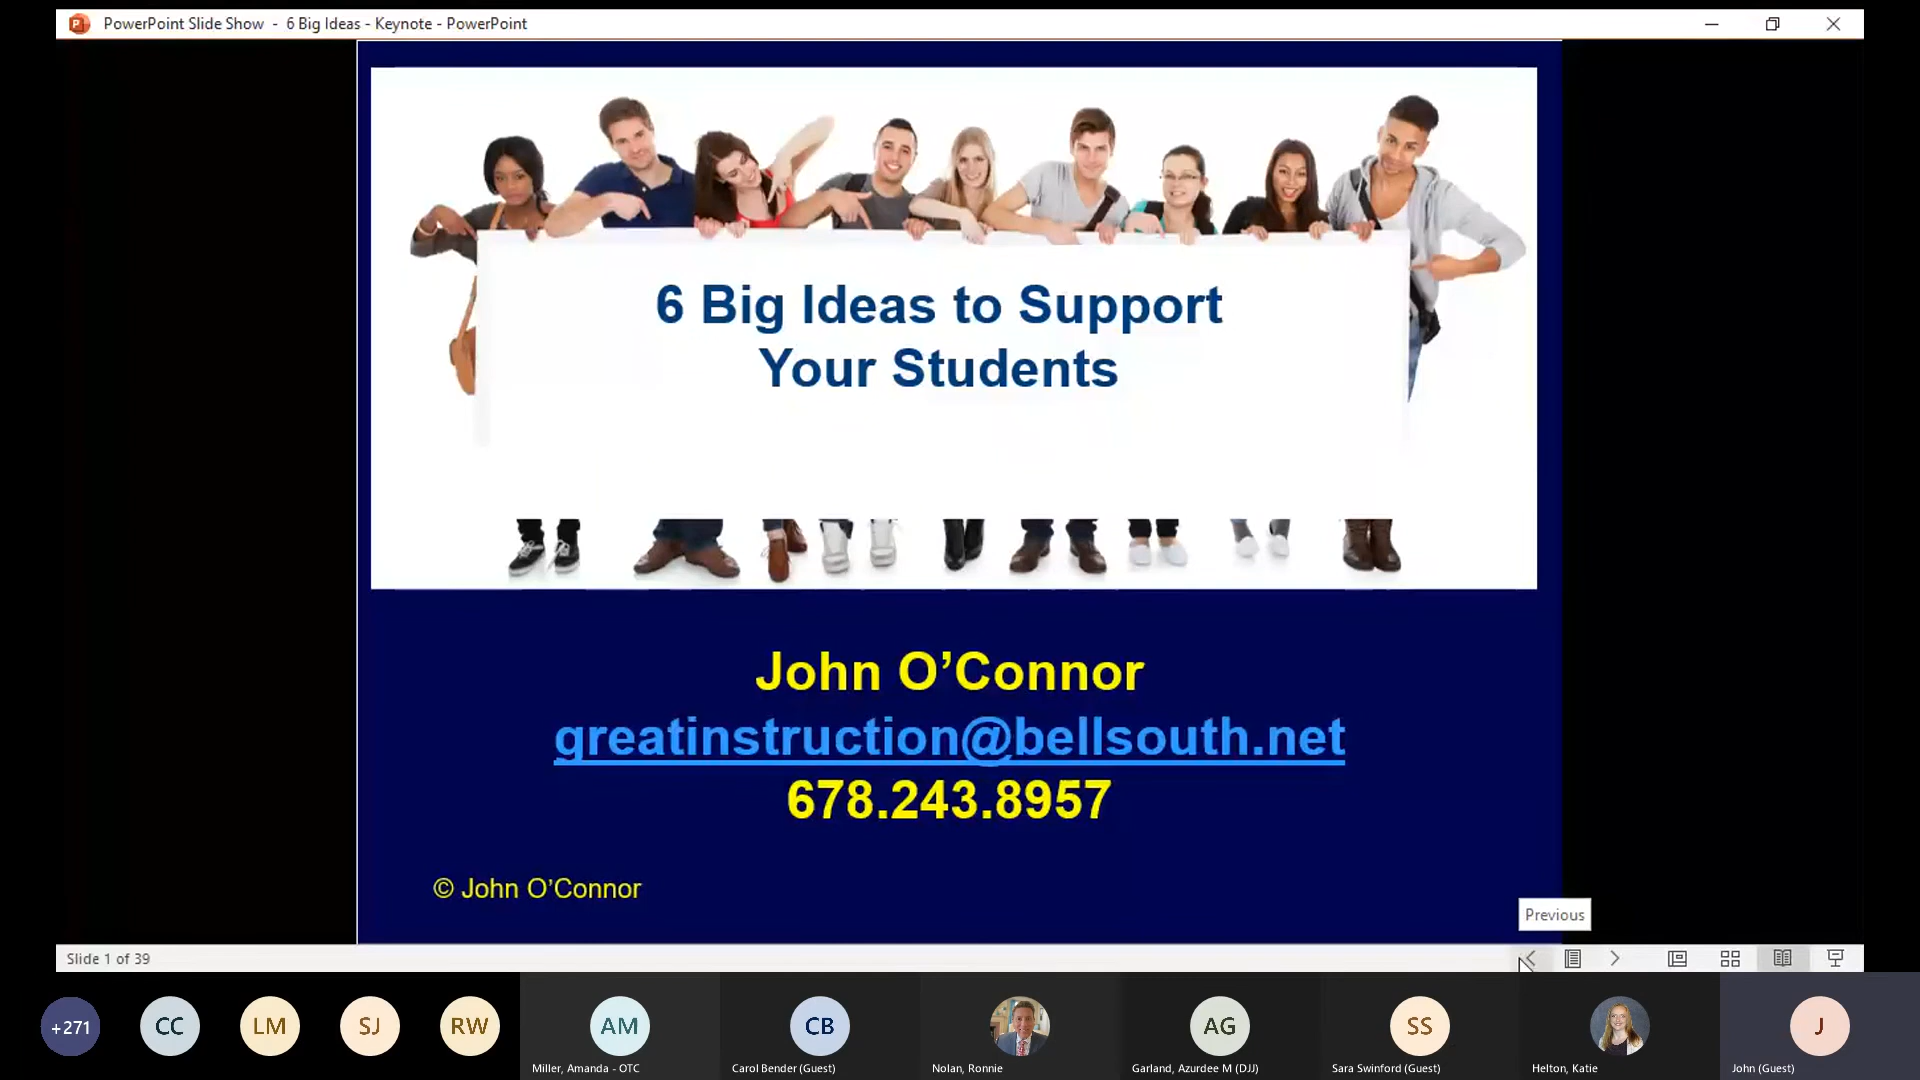 PowerPoint Slide Show - 6 Big Ideas - Keynote - PowerPoint
6 Big Ideas to Support
Your Students
John O’Connor
greatinstruction@bellsouth.net
678.243.8957
© John O’Connor
Previous
Slide 1 of 39
+271
CC
LM
SJ
RW
AM
CB
AG
SS
J
Miller, Amanda - OTC
Carol Bender (Guest)
Nolan, Ronnie
Garland, Azurdee M (DJJ)
Sara Swinford (Guest)
Helton, Katie
John (Guest)